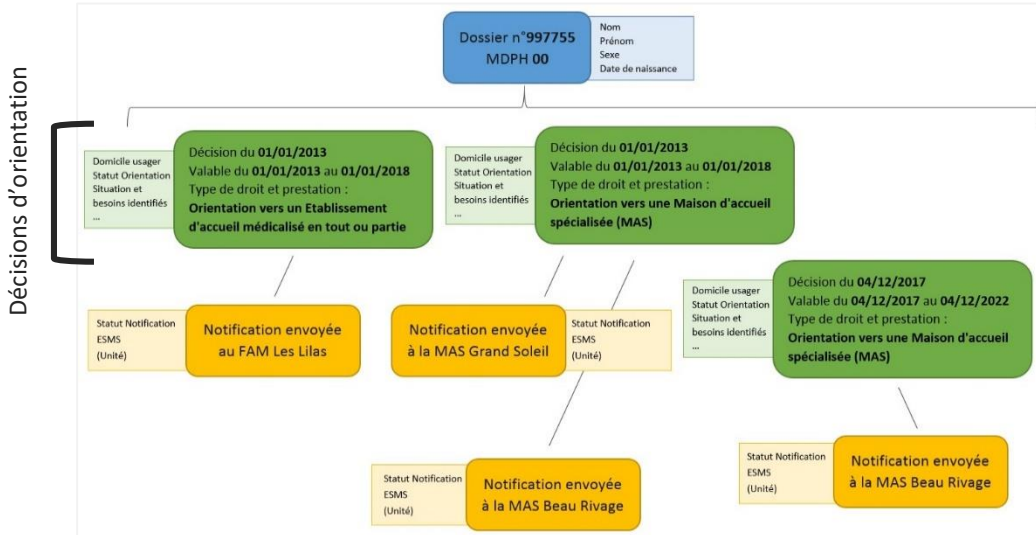 Décisions d'orientation
Dossier n°997755
MDPH 00
Nom
Prénom
Sexe
Date de naissance
Domicile usager
Statut Orientation
Situation et
besoins identifiés
...
Décision du 01/01/2013
Valable du 01/01/2013 au 01/01/2018
Type de droit et prestation :
Orientation vers un Etablissement
d'accueil médicalisé en tout ou partie
Domicile usager
Statut Orientation
Situation et
besoins identifiés
...
Décision du 01/01/2013
Valable du 01/01/2013 au 01/01/2018
Type de droit et prestation :
Orientation vers une Maison d'accueil
spécialisée (MAS)
Domicile usager
Statut Orientation
Situation et
besoins identifiés
...
Décision du 04/12/2017
Valable du 04/12/2017 au 04/12/2022
Type de droit et prestation :
Orientation vers une Maison d'accueil
spécialisée (MAS)
Statut Notification
ESMS
(Unité)
Notification envoyée
au FAM Les Lilas
Notification envoyée
à la MAS Grand Soleil
Statut Notification
ESMS
(Unité)
Statut Notification
ESMS
(Unité)
Notification envoyée
à la MAS Beau Rivage
Statut Notification
ESMS
(Unité)
Notification envoyée
à la MAS Beau Rivage